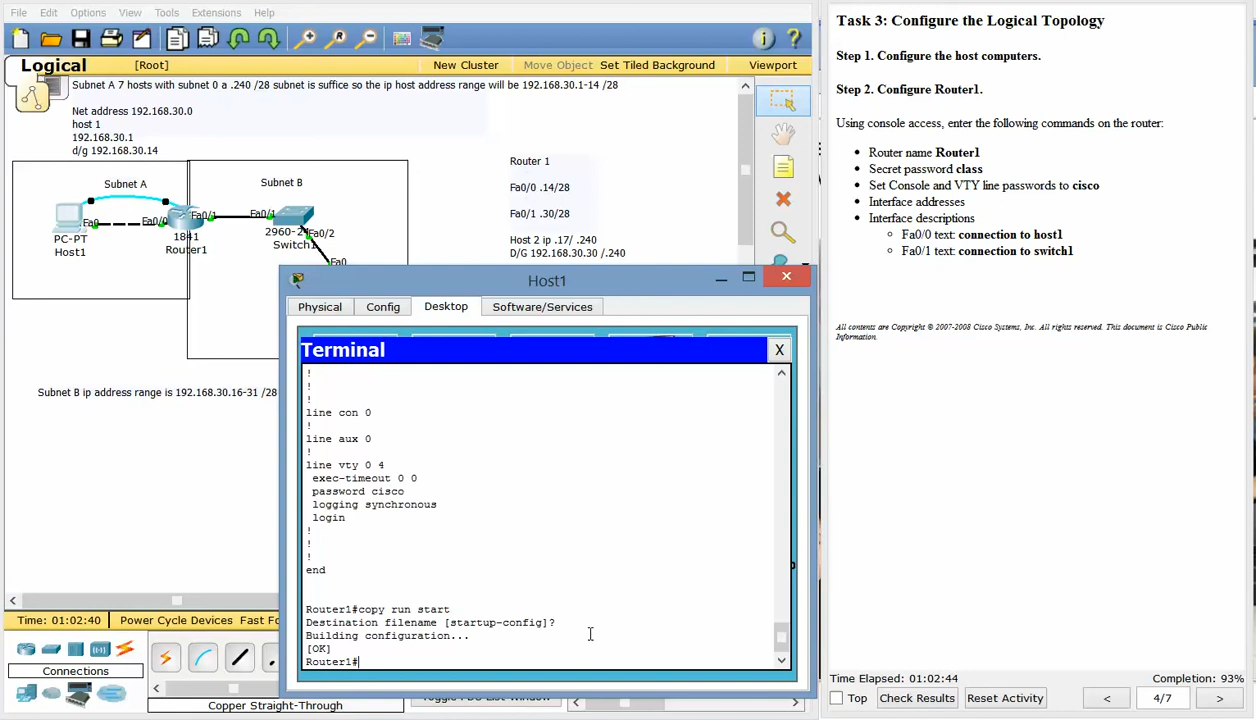 File Edit Options View Tools Extensions Help
Logical [Root] New Cluster Move Object Set Tiled Background Viewport
Subnet A 7 hosts with subnet 0 a .240 /28 subnet is suffice so the ip host address range will be 192.168.30.1-14 /28
Net address 192.168.30.0
host 1
192.168.30.1
d/g 192.168.30.14
Subnet A
Subnet B
Fa0
Fa0/0
Fa0/1
Fa0/1
PC-PT
Host1
1841
Router1
2960-24
Switch1
Fa0/2
Fa0
Router 1
Fa0/0 .14/28
Fa0/1 .30/28
Host 2 ip .17/ .240
D/G 192.168.30.30 /.240
Subnet B ip address range is 192.168.30.16-31 /28
Host1
Physical Config Desktop Software/Services
Terminal X
!
!
!
line con 0
!
line aux 0
!
line vty 0 4
exec-timeout 0 0
password cisco
logging synchronous
login
!
!
!
end
Router1#copy run start
Destination filename [startup-config]?
Building configuration...
[OK]
Router1#
Time: 01:02:40 Power Cycle Devices Fast
Connections
Copper Straight-Through
Task 3: Configure the Logical Topology
Step 1. Configure the host computers.
Step 2. Configure Router1.
Using console access, enter the following commands on the router:
• Router name Router1
• Secret password class
• Set Console and VTY line passwords to cisco
• Interface addresses
• Interface descriptions
○ Fa0/0 text: connection to host1
○ Fa0/1 text: connection to switch1
All contents are Copyright © 2007-2008 Cisco Systems, Inc. All rights reserved. This document is Cisco Public
Information.
Time Elapsed: 01:02:44 Completion: 93%
Top Check Results Reset Activity < 4/7 >